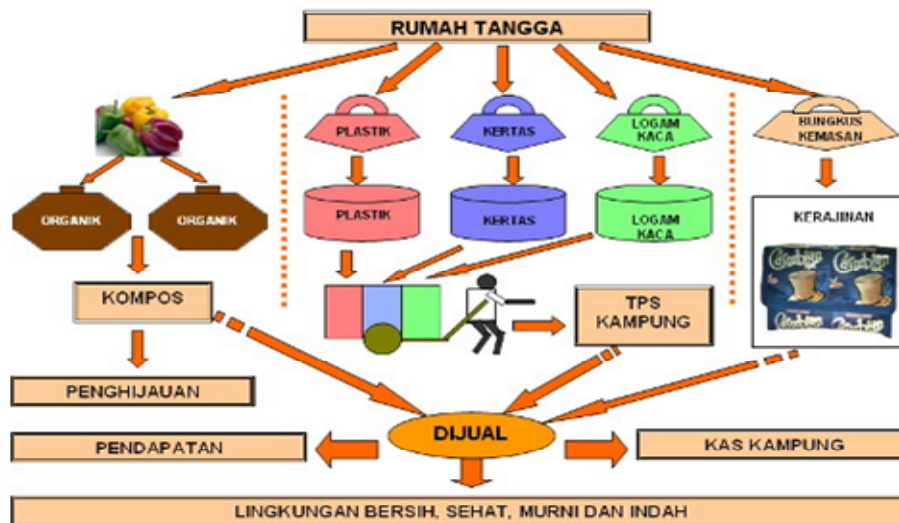 RUMAH TANGGA
PLASTIK
KERTAS
LOGAM
KACA
BUNGKUS
KEMASAN
ORGANIK
ORGANIK
PLASTIK
KERTAS
LOGAM
KACA
KERAJINAN
KOMPOS
TPS
KAMPUNG
PENGHIJAUAN
DIJUAL
PENDAPATAN
KAS KAMPUNG
LINGKUNGAN BERSIH, SEHAT, MURNI DAN INDAH